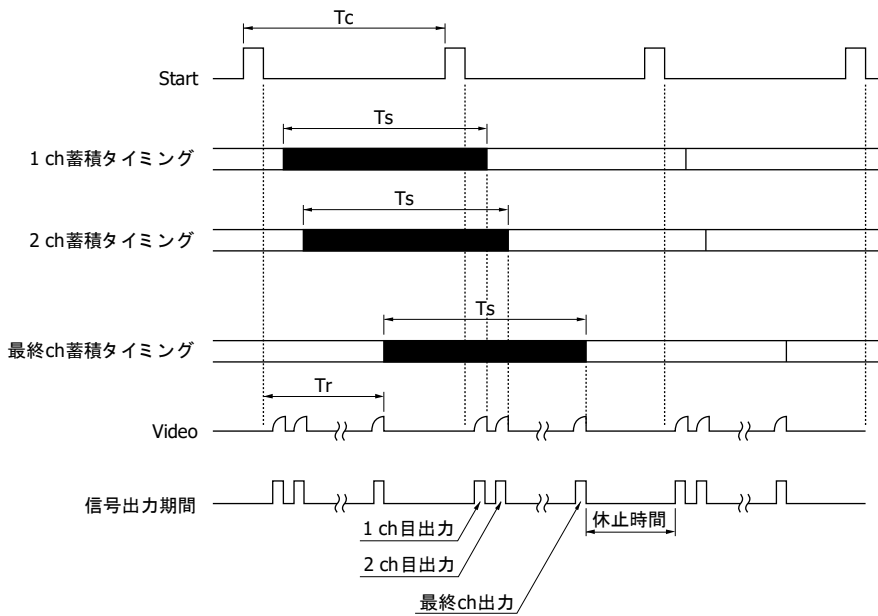 Tc
Start
Ts
1 ch蓄積タイミング
Ts
2 ch蓄積タイミング
Ts
最終ch蓄積タイミング
Tr
Video
信号出力期間
1 ch目出力
休止時間
2 ch目出力
最終ch出力